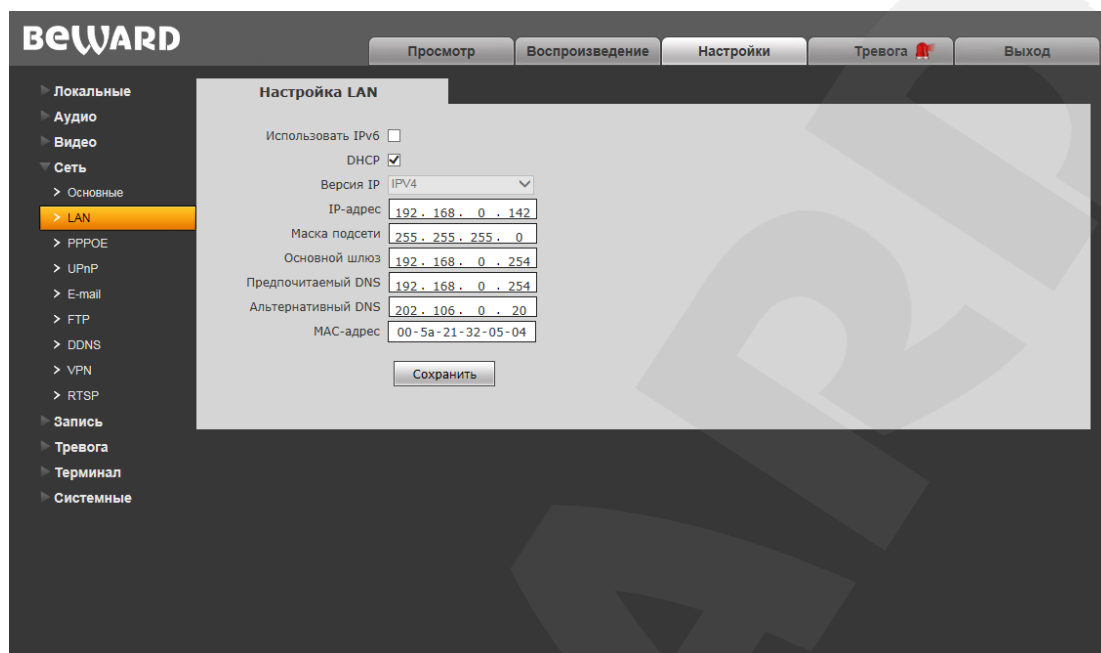 BEWARD
Просмотр
Воспроизведение
Настройки
Тревога
Выход
Локальные
Аудио
Видео
Сеть
> Основные
> LAN
> PPPOE
> UPnP
> E-mail
> FTP
> DDNS
> VPN
> RTSP
Запись
Тревога
Терминал
Системные
Настройка LAN
Использовать IPv6
DHCP
Версия IP IPV4
IP-адрес 192. 168. 0 . 142
Маска подсети 255. 255. 255. 0
Основной шлюз 192. 168. 0 . 254
Предпочитаемый DNS 192. 168. 0 . 254
Альтернативный DNS 202. 106. 0 . 20
MAC-адрес 00-5a-21-32-05-04
Сохранить